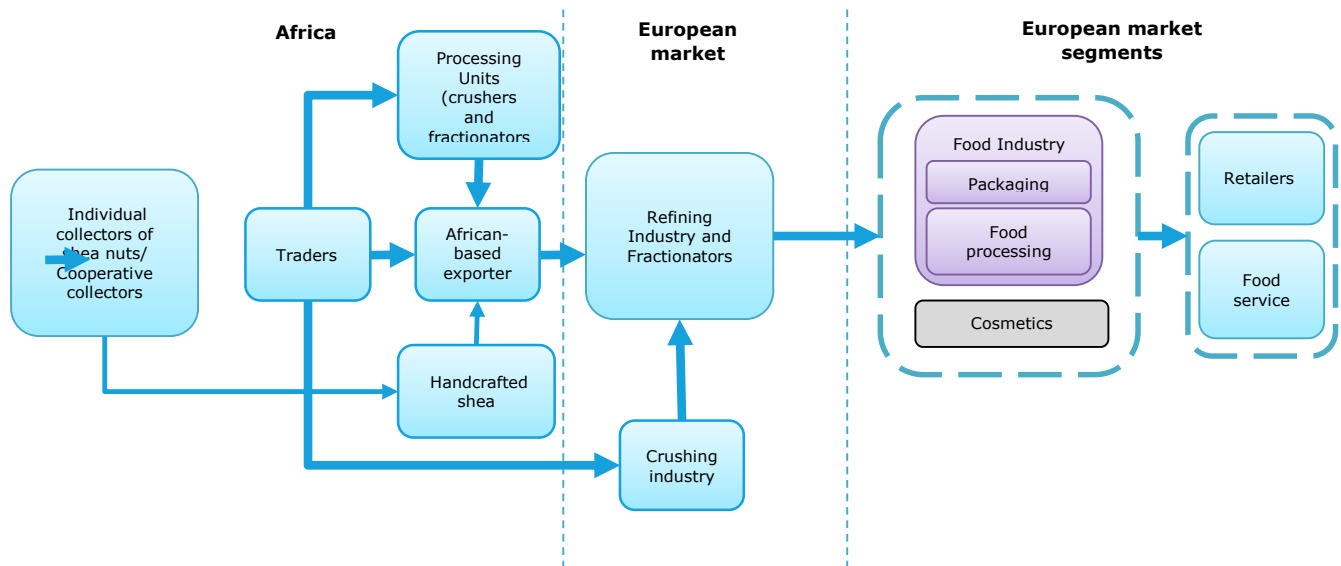 Africa
European
market
European market
segments
Processing
Units
(crushers
and
fractionators
Individual
collectors of
shea nuts/
Cooperative
collectors
Traders
African-
based
exporter
Handcrafted
shea
Refining
Industry and
Fractionators
Crushing
industry
Food Industry
Packaging
Food
processing
Cosmetics
Retailers
Food
service